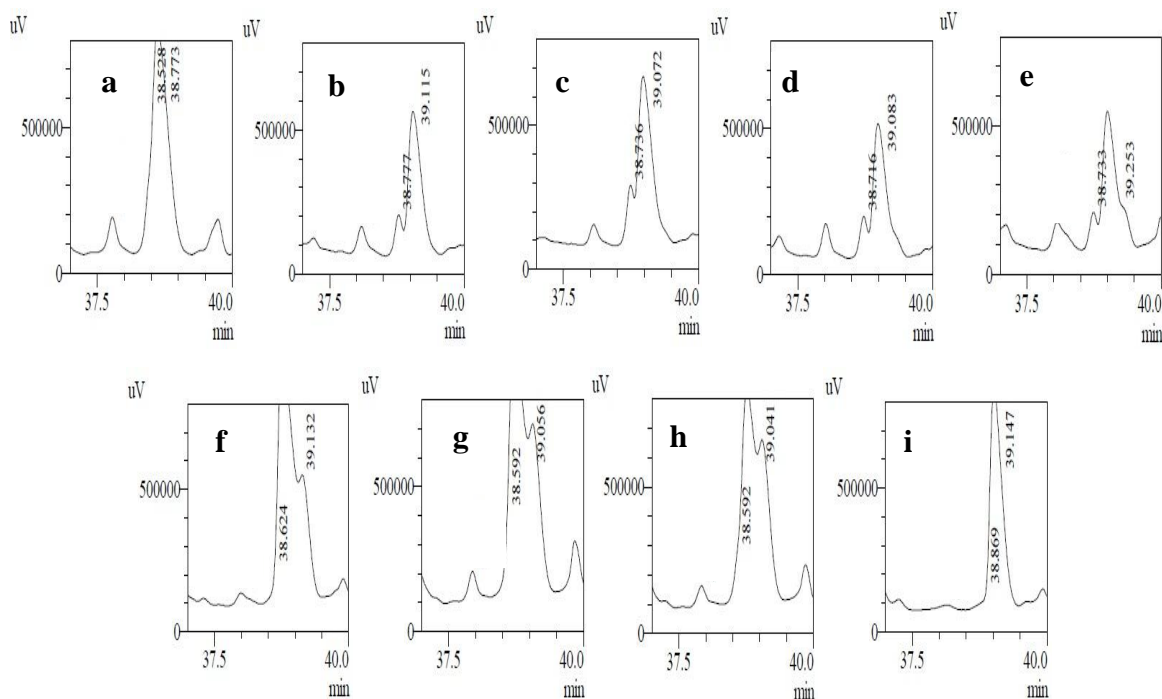 uV
a
38.528
38.773
500000
0
37.5
40.0
min
uV
b
38.777
39.115
500000
0
37.5
40.0
min
uV
c
38.736
39.072
500000
0
37.5
40.0
min
uV
d
38.716
39.083
500000
0
37.5
40.0
min
uV
e
38.733
39.253
500000
0
37.5
40.0
min
uV
f
38.624
39.132
500000
0
37.5
40.0
min
uV
g
38.592
39.056
500000
0
37.5
40.0
min
uV
h
38.592
39.041
500000
0
37.5
40.0
min
uV
i
38.869
39.147
500000
0
37.5
40.0
min